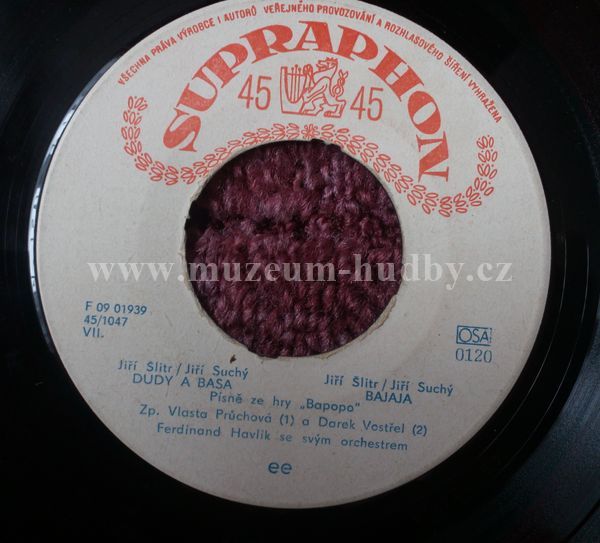 VŠECHNA PRÁVA VÝROBCE I AUTORŮ VEŘEJNÉHO PROVOZOVÁNÍ A ROZHLASOVÉHO ŠÍŘENÍ VYHRAŽENA
SUPRAPHON
45 45
www.muzeum-hudby.cz
F 09 01939
45/1047
VII.
OSA
0120
Jiří Šlitr/Jiří Suchý
DUDY A BASA
Jiří Šlitr/Jiří Suchý
BAJAJA
Písně ze hry „Bapopo"
Zp. Vlasta Průchová (1) a Darek Vostřel (2)
Ferdinand Havlík se svým orchestrem
ee